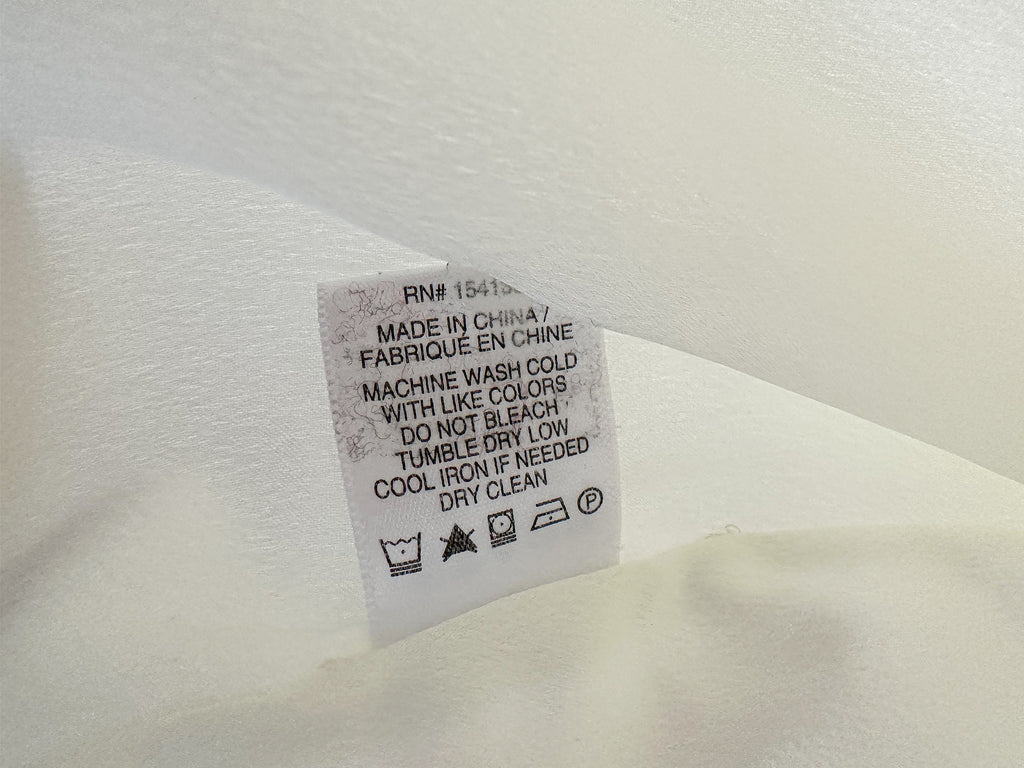 RN#
MADE IN CHINA /
FABRIQUÉ EN CHINE
MACHINE WASH COLD
WITH LIKE COLORS
DO NOT BLEACH
TUMBLE DRY LOW
COOL IRON IF NEEDED
DRY CLEAN
P